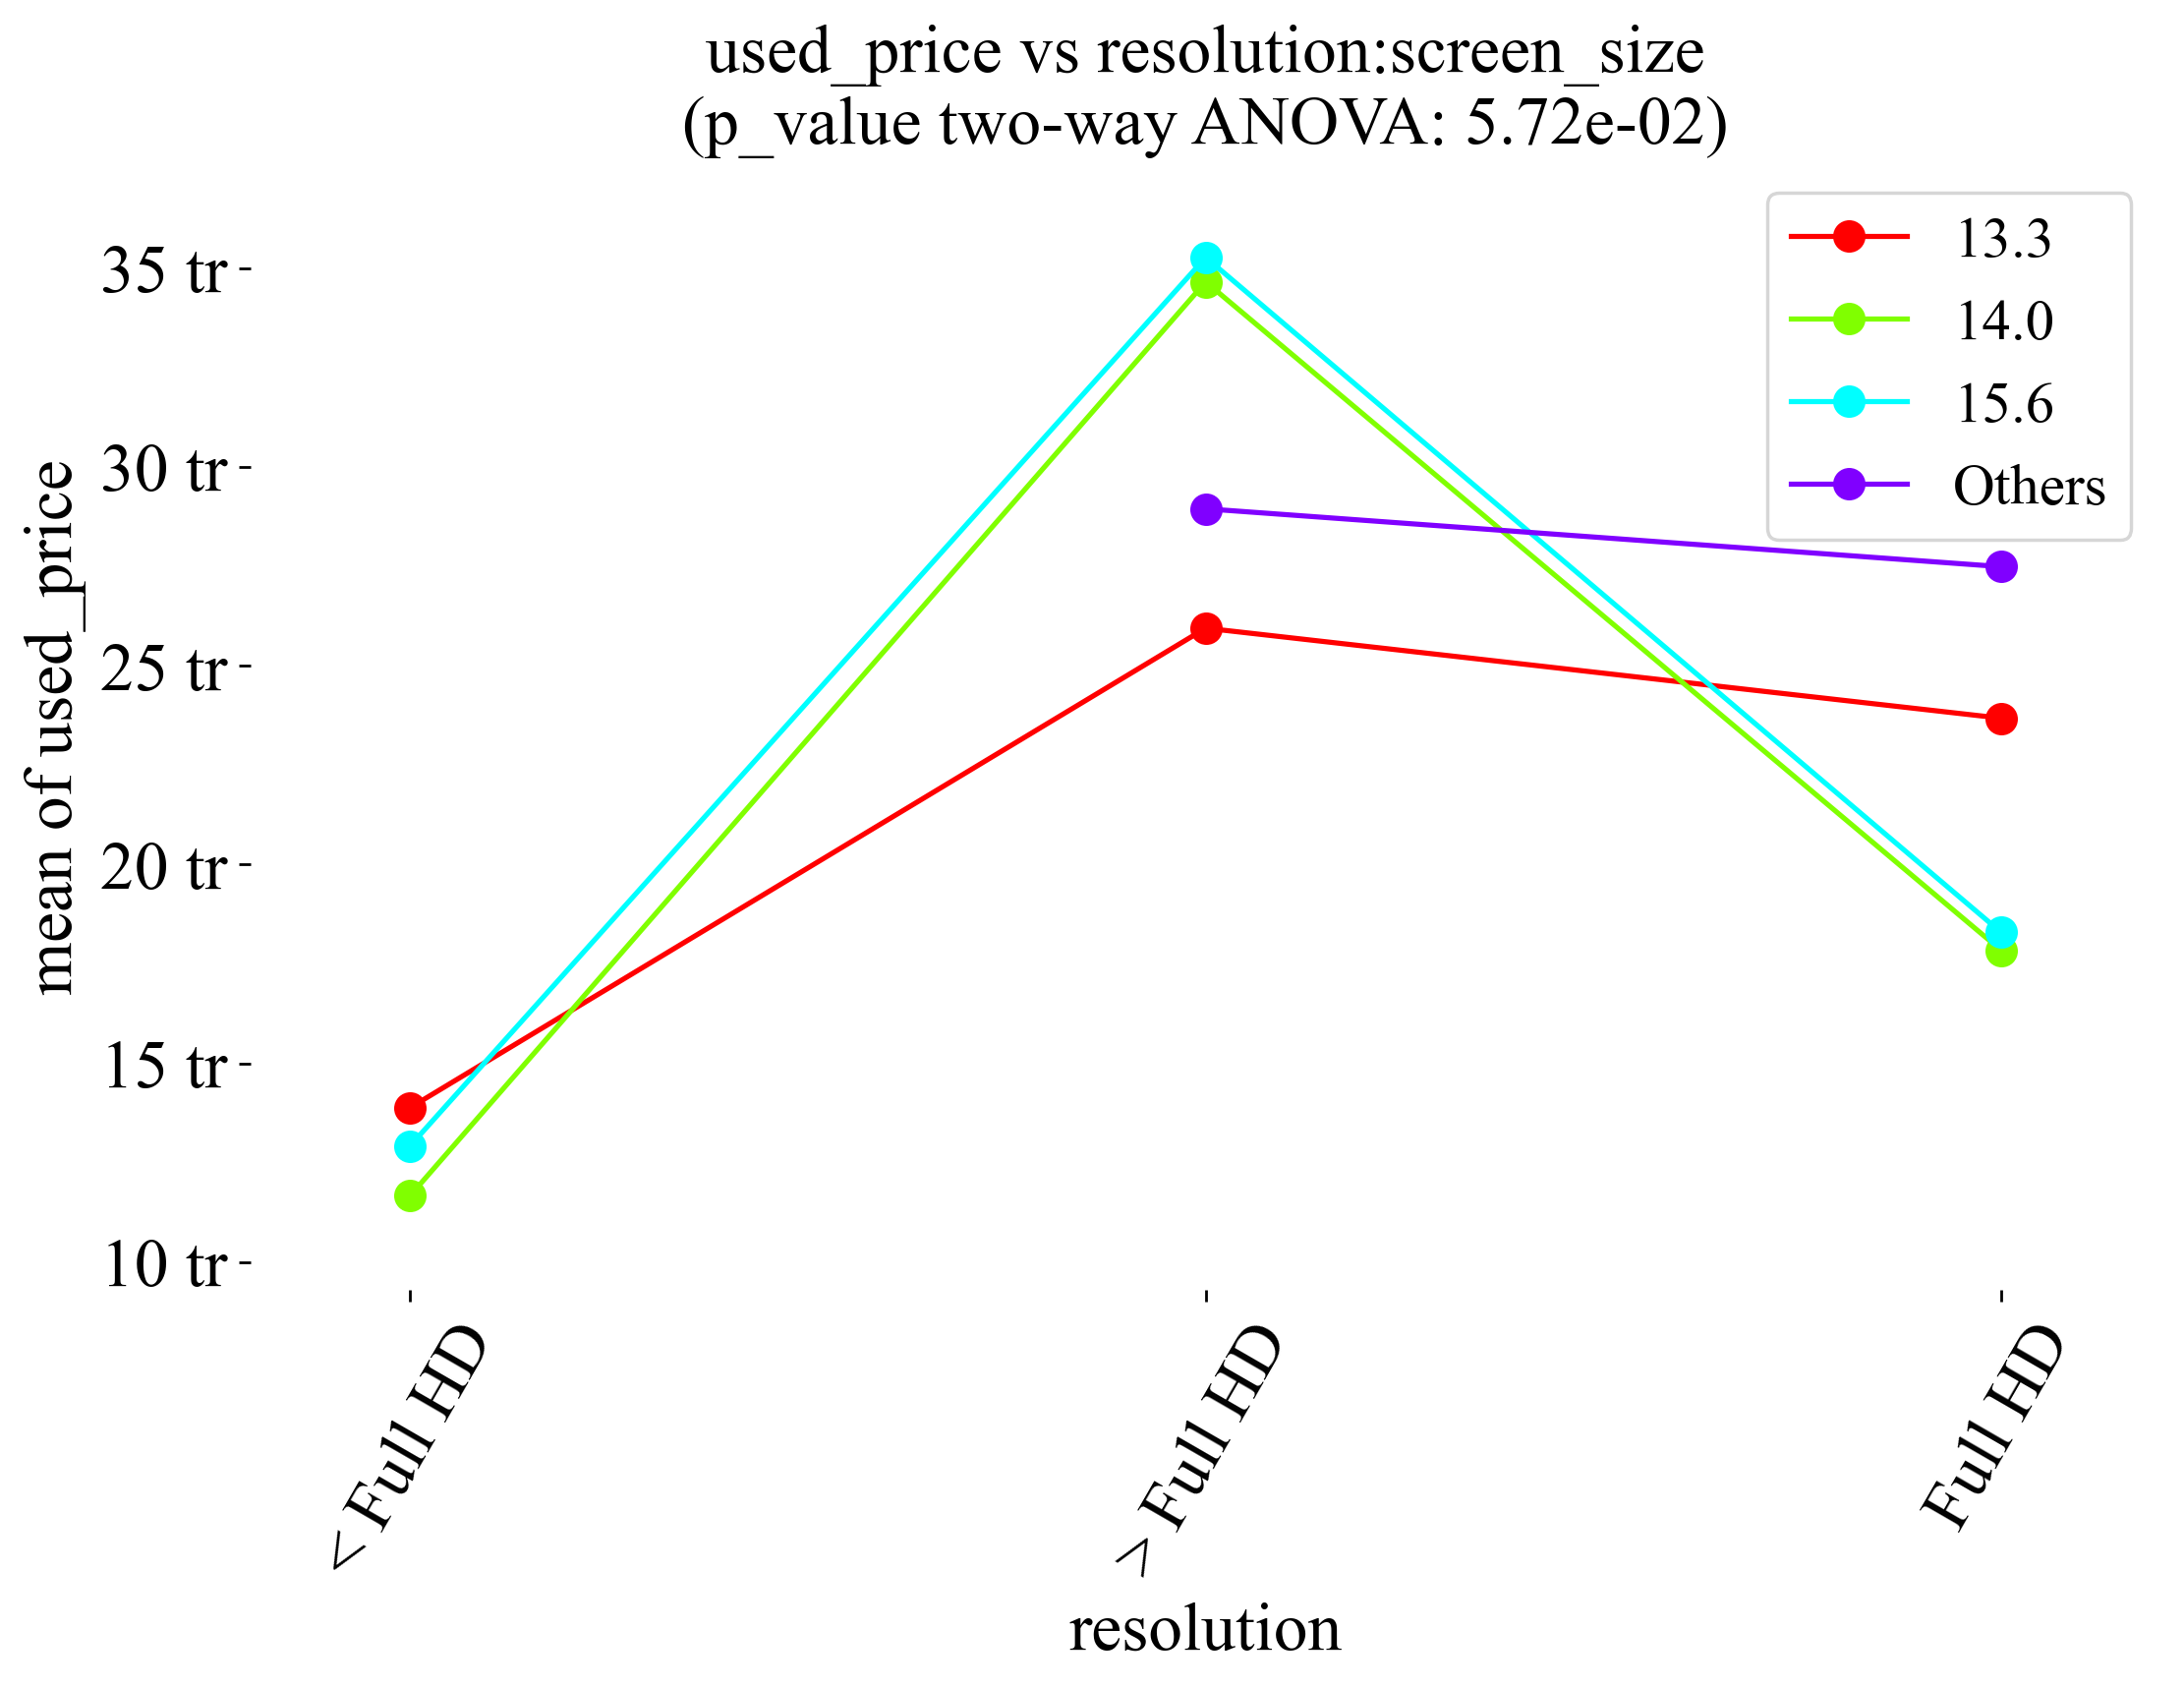 used_price vs resolution:screen_size
(p_value two-way ANOVA: 5.72e-02)
13.3
14.0
15.6
Others
mean of used_price
35 tr
30 tr
25 tr
20 tr
15 tr
10 tr
< Full HD
> Full HD
Full HD
resolution